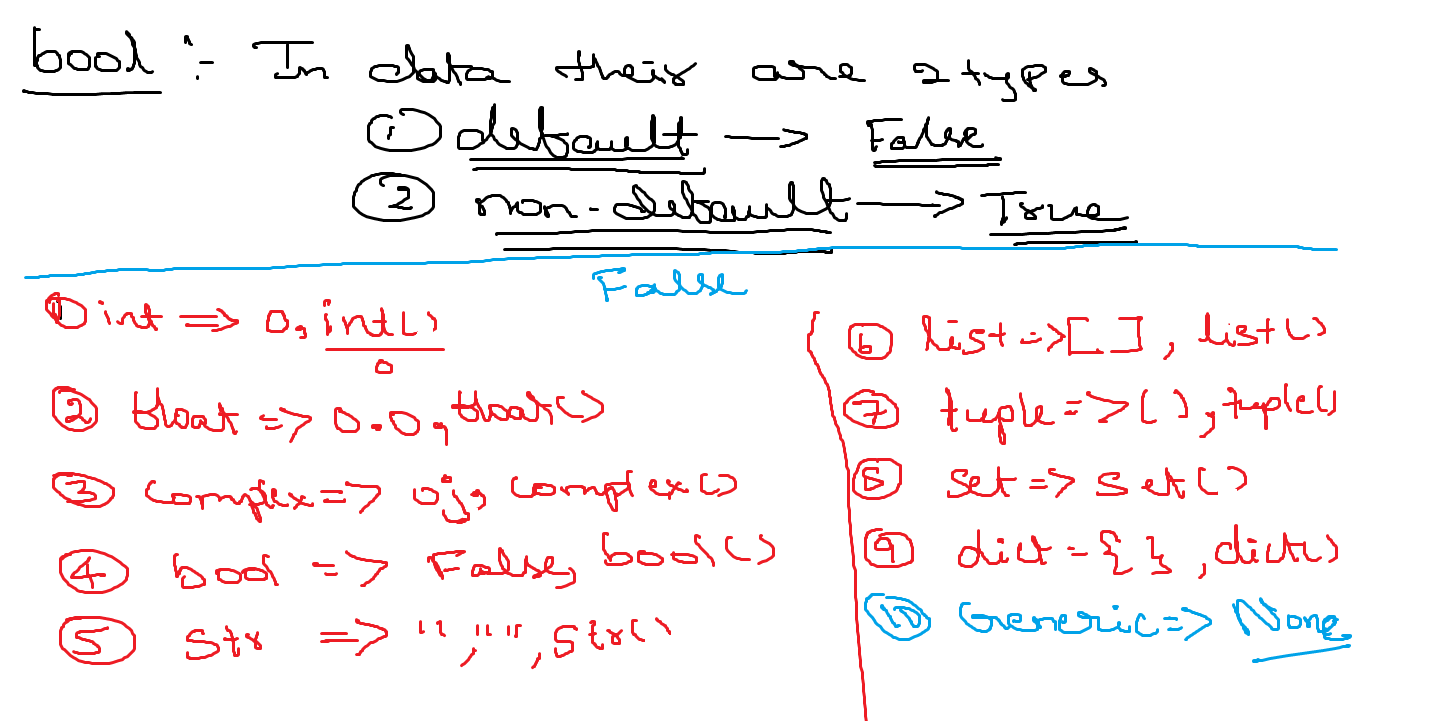 bool :- In data their are 2 types
① default → False
② non-default → True
False
① int => 0, int()
0
② float => 0.0, float()
③ complex => 0j, complex()
④ bool => False, bool()
⑤ Str => '', "", Str()
⑥ list => [ ], list()
⑦ tuple => ( ), tuple()
⑧ set => set()
⑨ dict = { }, dict()
⑩ Generic => None